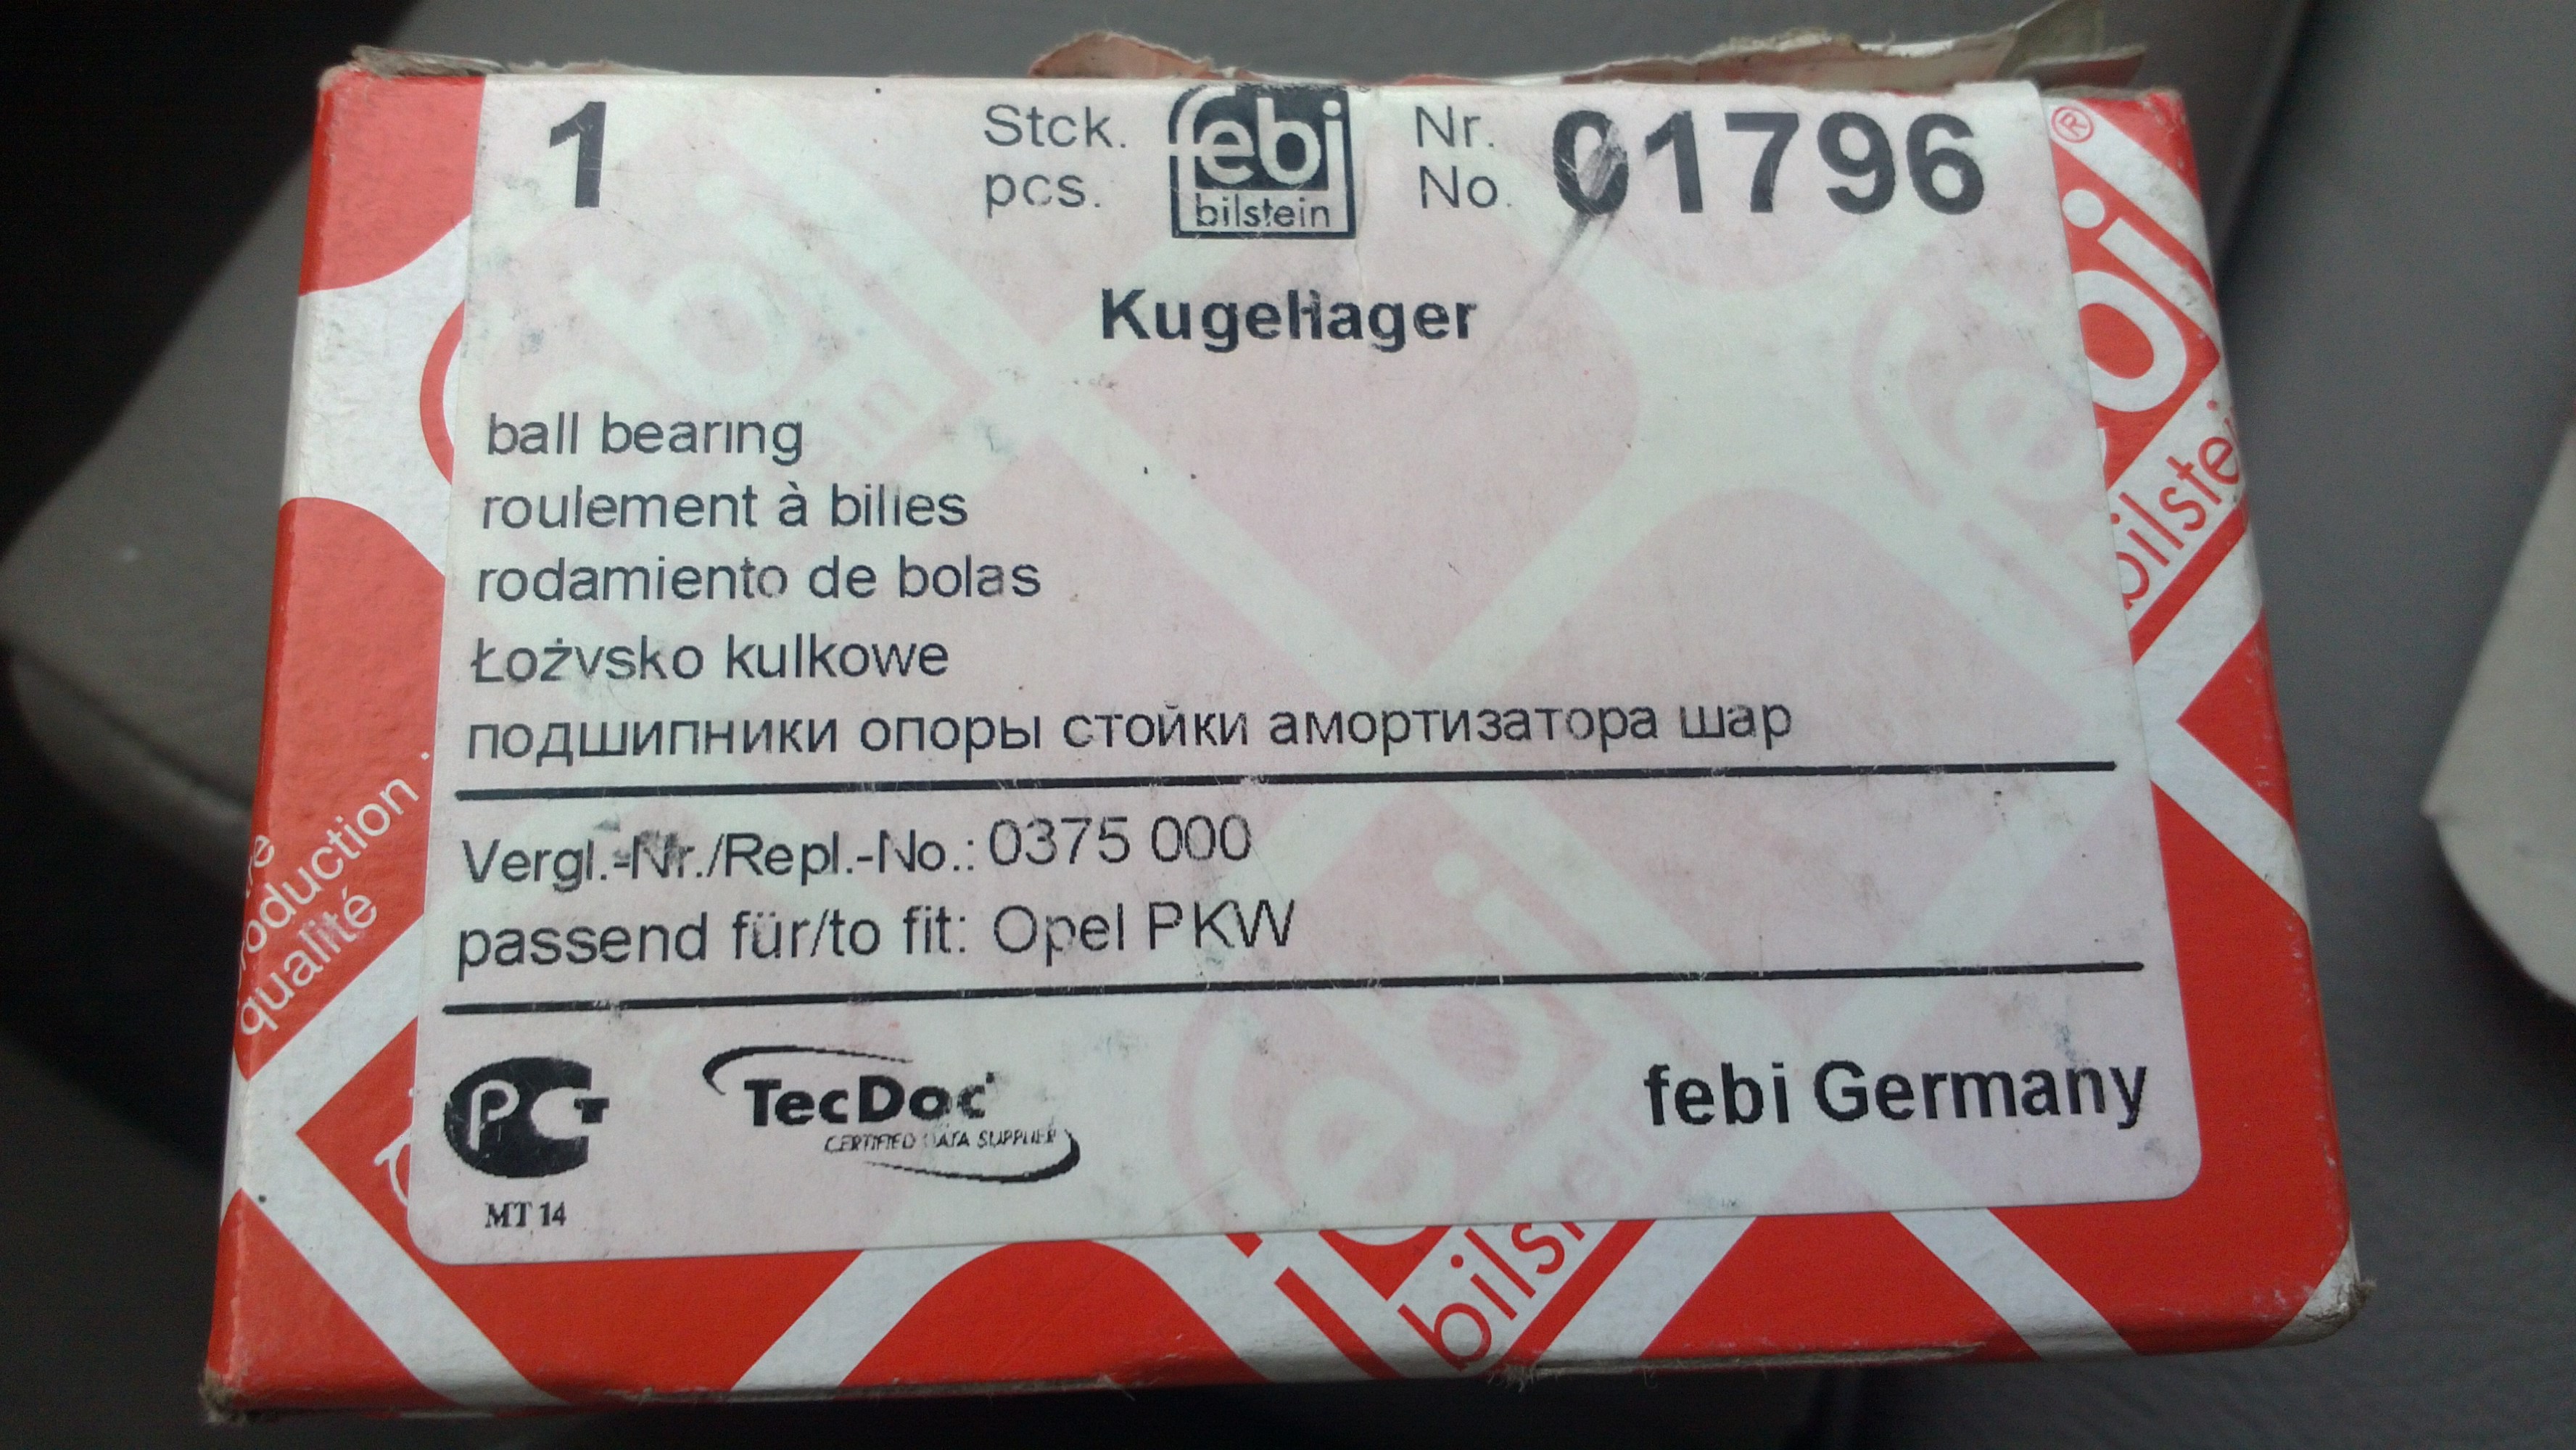 1 Stck. pcs. febi bilstein Nr. No. 01796
®
Kugellager
ball bearing
roulement à billes
rodamiento de bolas
Łożysko kulkowe
подшипники опоры стойки амортизатора шар
Vergl.-Nr./Repl.-No.: 0375 000
passend für/to fit: Opel PKW
РСТ
MT 14
TecDoc
CERTIFIED DATA SUPPLIER
febi Germany
production
qualité
bilstein